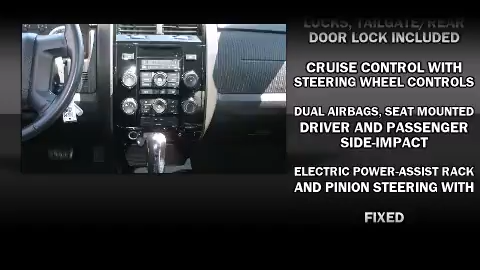 LOCKS, TAILGATE/REAR
DOOR LOCK INCLUDED
CRUISE CONTROL WITH
STEERING WHEEL CONTROLS
DUAL AIRBAGS, SEAT MOUNTED
DRIVER AND PASSENGER
SIDE-IMPACT
ELECTRIC POWER-ASSIST RACK
AND PINION STEERING WITH
FIXED